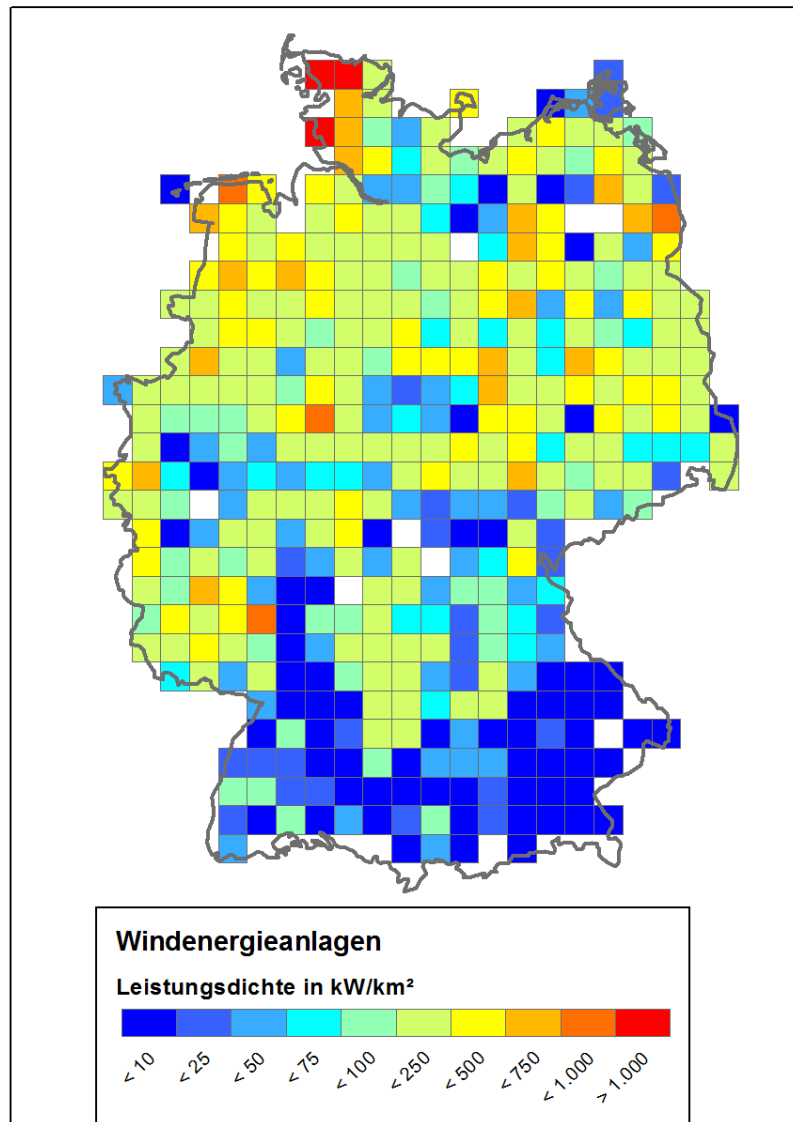 Windenergieanlagen
Leistungsdichte in kW/km²
< 10 < 25 < 50 < 75 < 100 < 250 < 500 < 750 < 1.000 > 1.000